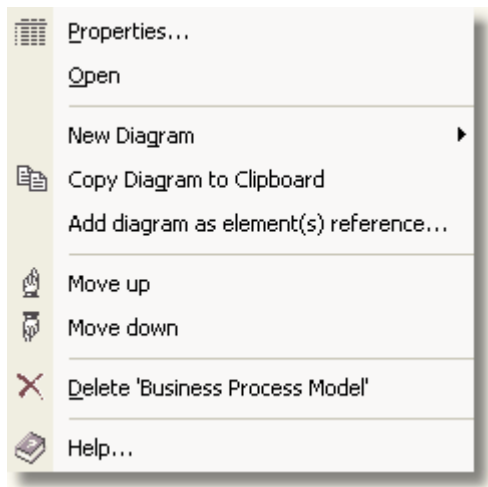 Properties...
Open
New Diagram
Copy Diagram to Clipboard
Add diagram as element(s) reference...
Move up
Move down
Delete 'Business Process Model'
Help...